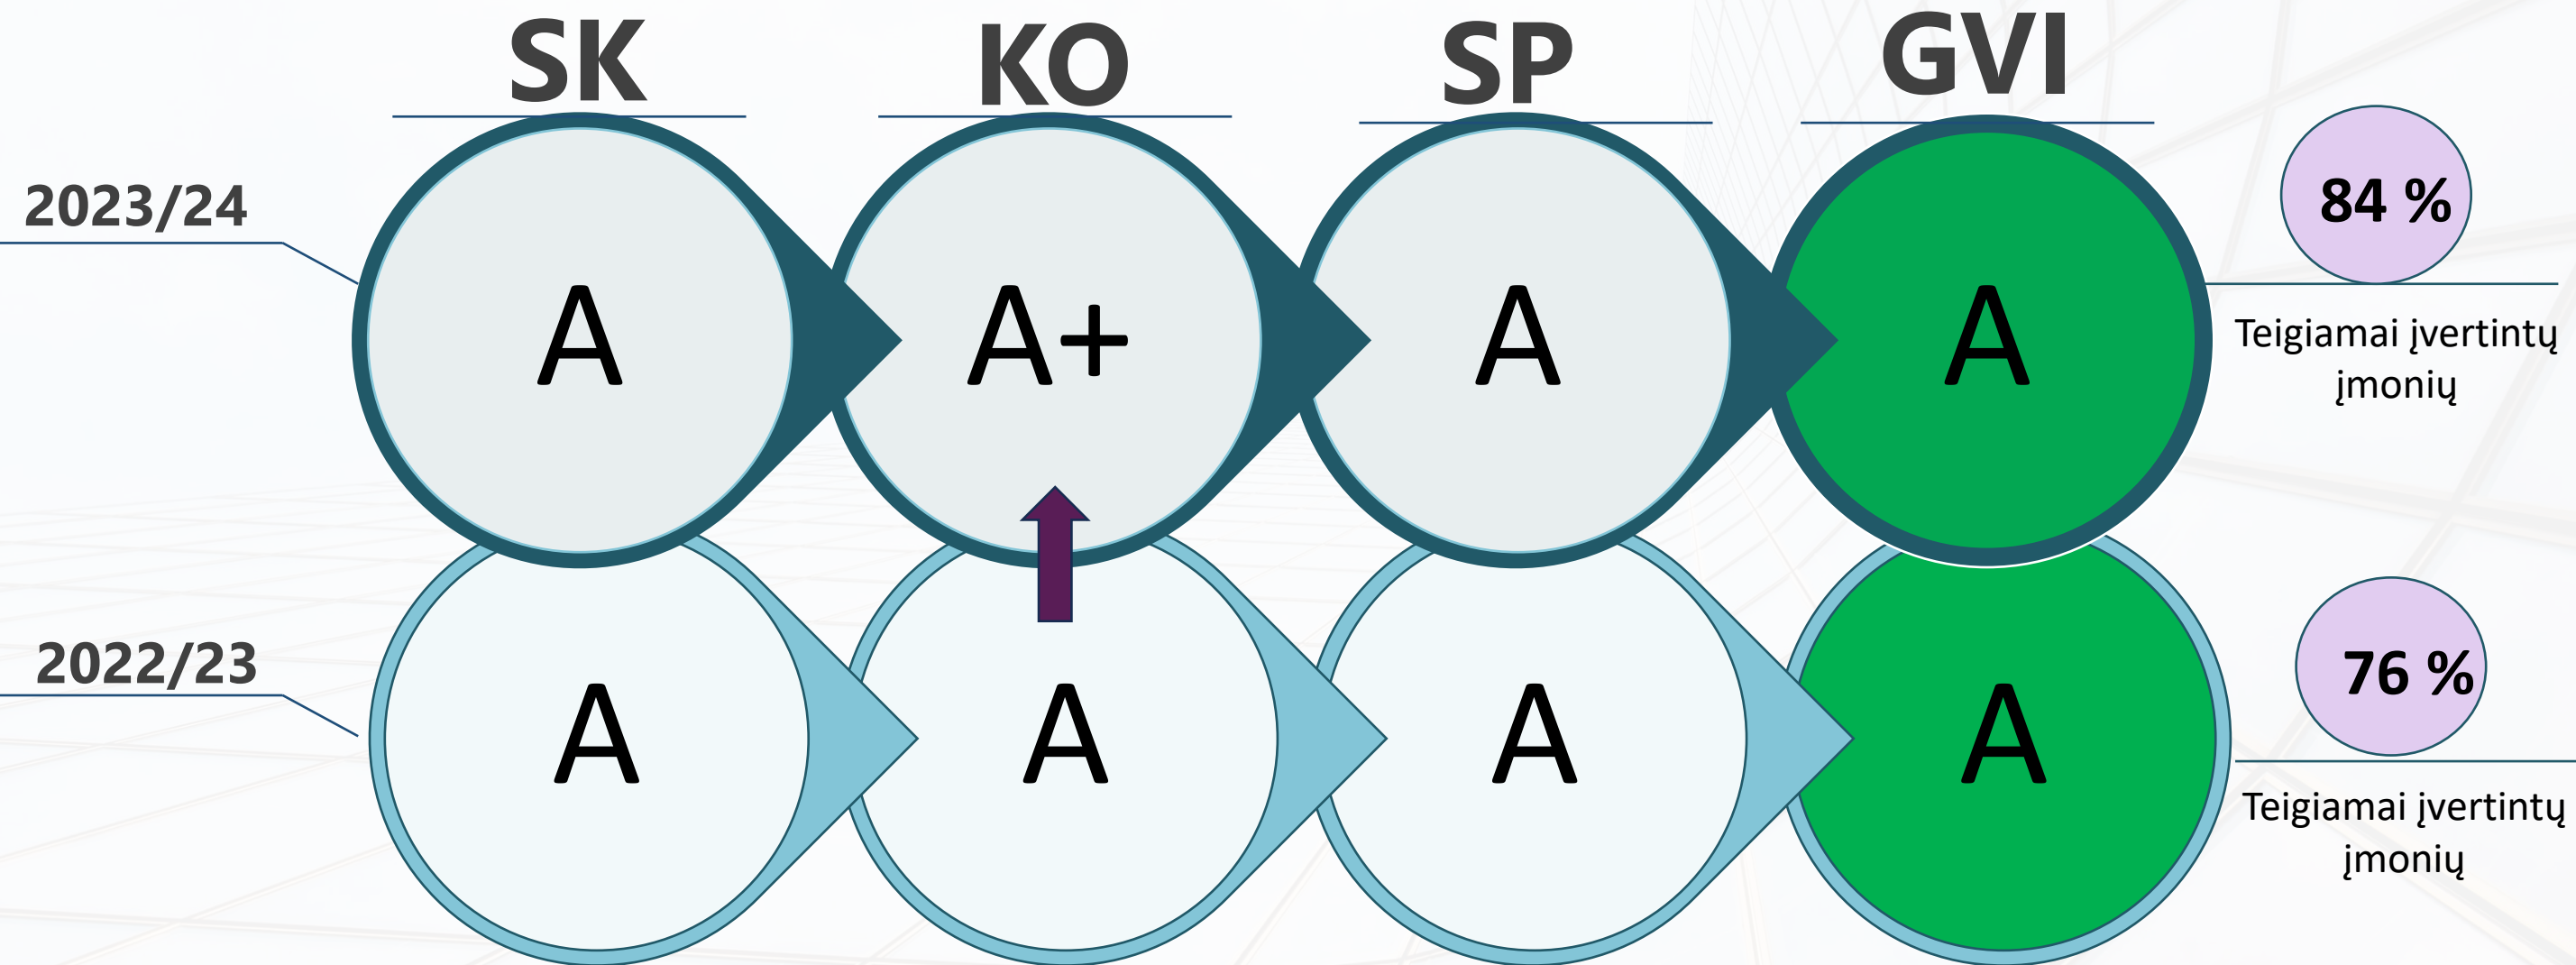 SK
KO
SP
GVI
2023/24
A
A+
A
A
84 %
Teigiamai įvertintų
įmonių
2022/23
A
A
A
A
76 %
Teigiamai įvertintų
įmonių